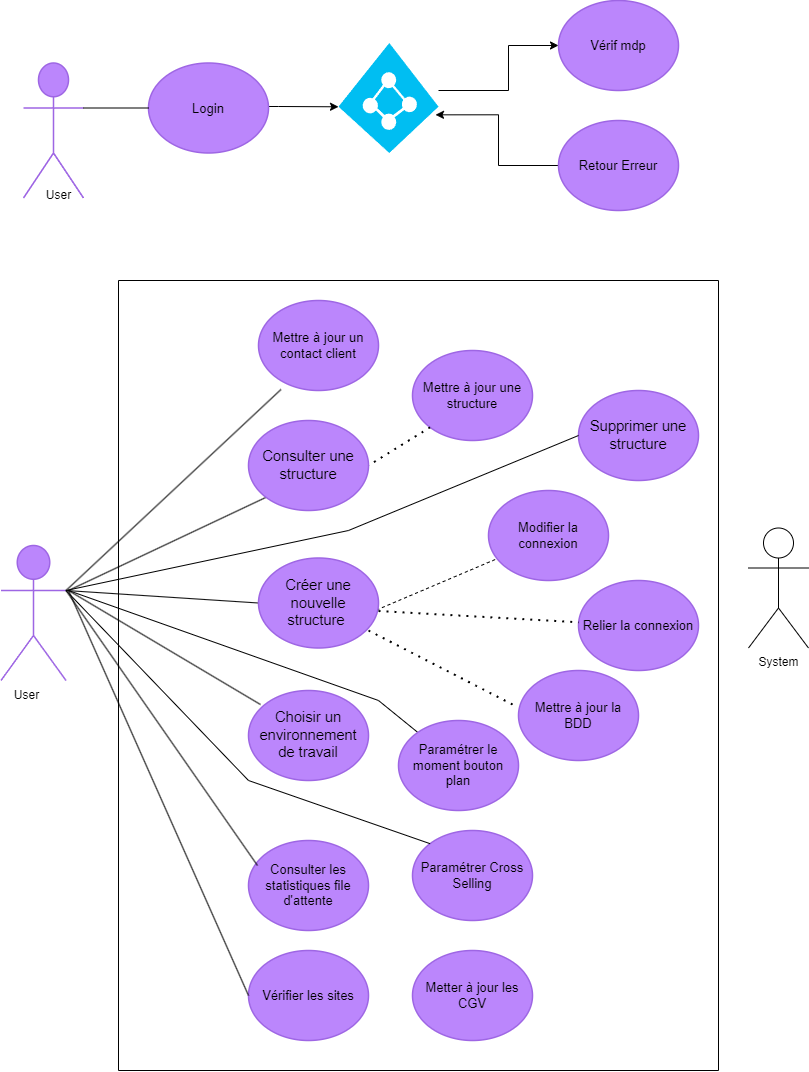 Vérif mdp
Login
Retour Erreur
User
Mettre à jour un
contact client
Mettre à jour une
structure
Supprimer une
structure
Consulter une
structure
Modifier la
connexion
Créer une
nouvelle
structure
Relier la connexion
System
User
Mettre à jour la
BDD
Choisir un
environnement
de travail
Paramétrer le
moment bouton
plan
Paramétrer Cross
Selling
Consulter les
statistiques file
d'attente
Vérifier les sites
Metter à jour les
CGV